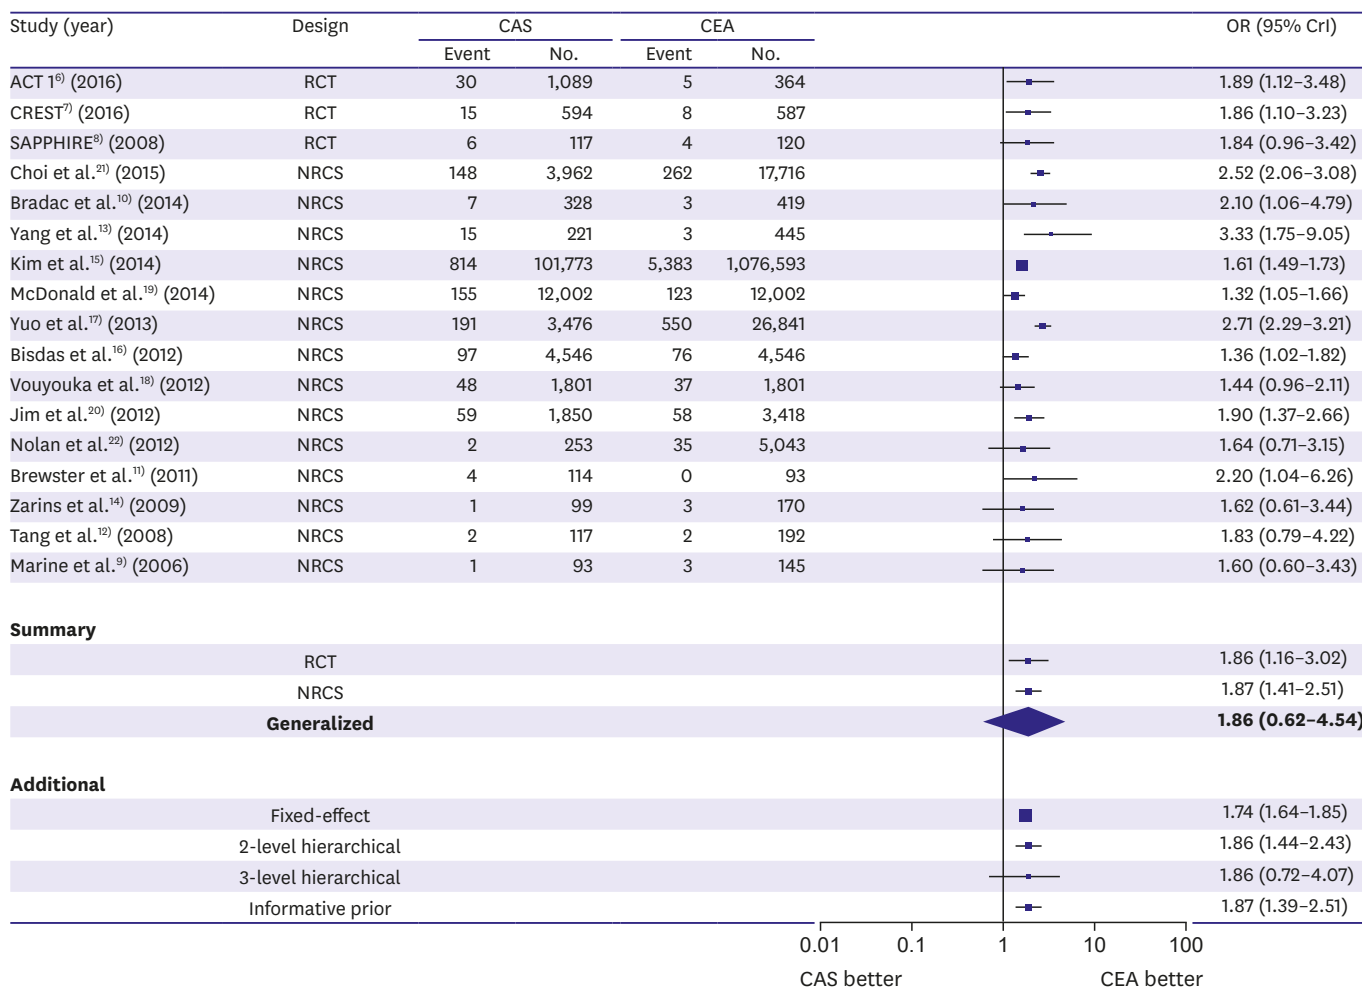 Study (year) Design CAS CEA OR (95% CrI)
Event No. Event No.
ACT 1⁶⁾ (2016) RCT 30 1,089 5 364 1.89 (1.12–3.48)
CREST⁷⁾ (2016) RCT 15 594 8 587 1.86 (1.10–3.23)
SAPPHIRE⁸⁾ (2008) RCT 6 117 4 120 1.84 (0.96–3.42)
Choi et al.²¹⁾ (2015) NRCS 148 3,962 262 17,716 2.52 (2.06–3.08)
Bradac et al.¹⁰⁾ (2014) NRCS 7 328 3 419 2.10 (1.06–4.79)
Yang et al.¹³⁾ (2014) NRCS 15 221 3 445 3.33 (1.75–9.05)
Kim et al.¹⁵⁾ (2014) NRCS 814 101,773 5,383 1,076,593 1.61 (1.49–1.73)
McDonald et al.¹⁹⁾ (2014) NRCS 155 12,002 123 12,002 1.32 (1.05–1.66)
Yuo et al.¹⁷⁾ (2013) NRCS 191 3,476 550 26,841 2.71 (2.29–3.21)
Bisdas et al.¹⁶⁾ (2012) NRCS 97 4,546 76 4,546 1.36 (1.02–1.82)
Vouyouka et al.¹⁸⁾ (2012) NRCS 48 1,801 37 1,801 1.44 (0.96–2.11)
Jim et al.²⁰⁾ (2012) NRCS 59 1,850 58 3,418 1.90 (1.37–2.66)
Nolan et al.²²⁾ (2012) NRCS 2 253 35 5,043 1.64 (0.71–3.15)
Brewster et al.¹¹⁾ (2011) NRCS 4 114 0 93 2.20 (1.04–6.26)
Zarins et al.¹⁴⁾ (2009) NRCS 1 99 3 170 1.62 (0.61–3.44)
Tang et al.¹²⁾ (2008) NRCS 2 117 2 192 1.83 (0.79–4.22)
Marine et al.⁹⁾ (2006) NRCS 1 93 3 145 1.60 (0.60–3.43)
Summary
RCT 1.86 (1.16–3.02)
NRCS 1.87 (1.41–2.51)
Generalized 1.86 (0.62–4.54)
Additional
Fixed-effect 1.74 (1.64–1.85)
2-level hierarchical 1.86 (1.44–2.43)
3-level hierarchical 1.86 (0.72–4.07)
Informative prior 1.87 (1.39–2.51)
0.01 0.1 1 10 100
CAS better CEA better